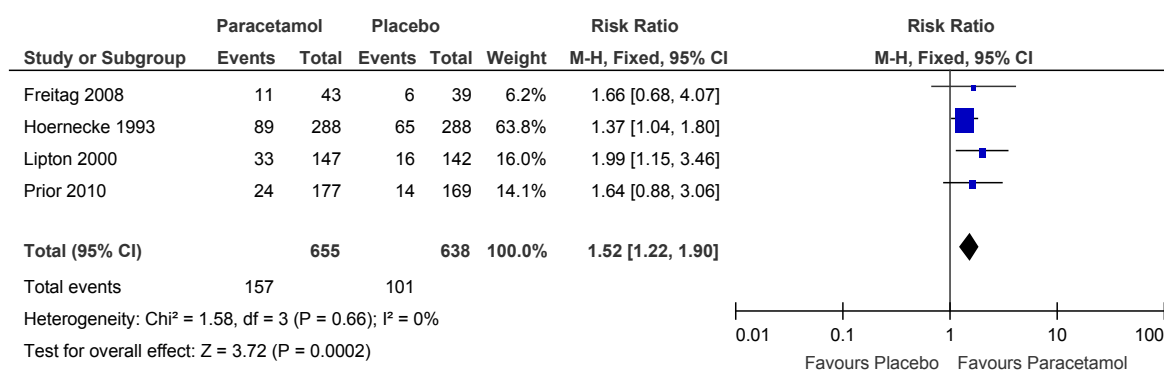 Paracetamol Placebo Risk Ratio Risk Ratio
Study or Subgroup Events Total Events Total Weight M-H, Fixed, 95% CI M-H, Fixed, 95% CI
Freitag 2008 11 43 6 39 6.2% 1.66 [0.68, 4.07]
Hoernecke 1993 89 288 65 288 63.8% 1.37 [1.04, 1.80]
Lipton 2000 33 147 16 142 16.0% 1.99 [1.15, 3.46]
Prior 2010 24 177 14 169 14.1% 1.64 [0.88, 3.06]
Total (95% CI) 655 638 100.0% 1.52 [1.22, 1.90]
Total events 157 101
Heterogeneity: Chi² = 1.58, df = 3 (P = 0.66); I² = 0%
Test for overall effect: Z = 3.72 (P = 0.0002)
0.01 0.1 1 10 100
Favours Placebo Favours Paracetamol